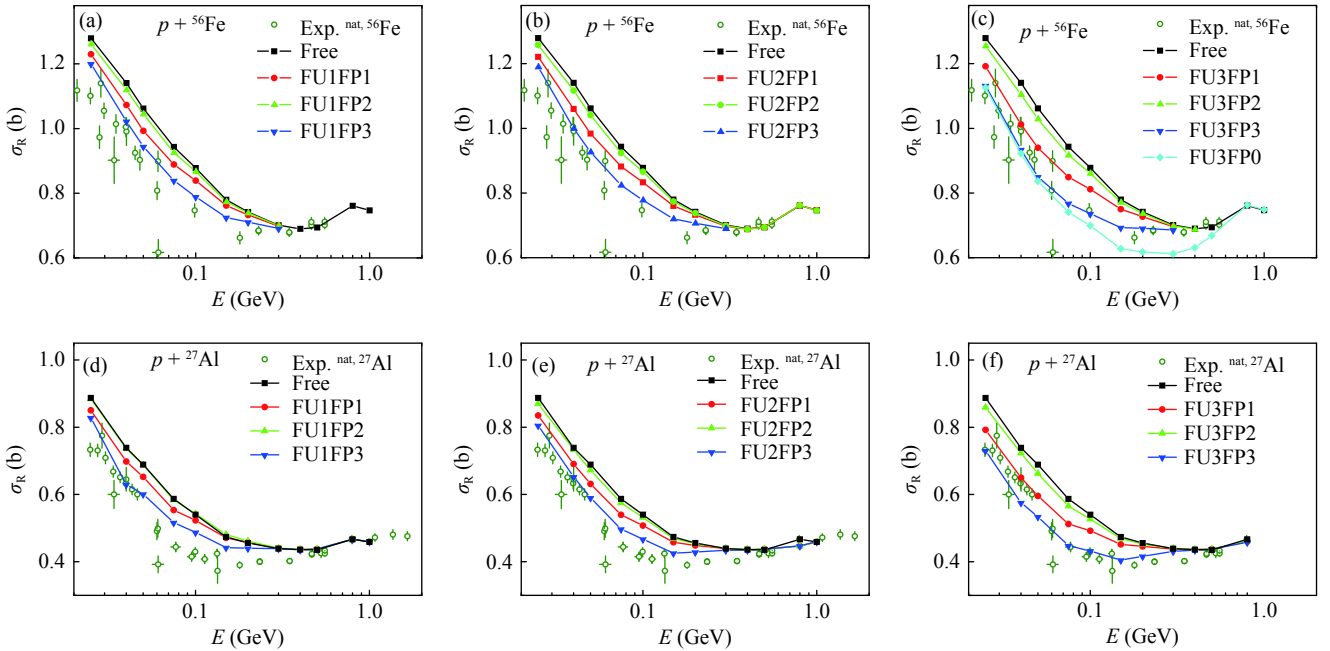 (a)
p + ⁵⁶Fe
Exp. ⁿᵃᵗ, ⁵⁶Fe
Free
FU1FP1
FU1FP2
FU1FP3
σR (b)
1.2
1.0
0.8
0.6
0.1
1.0
E (GeV)
(b)
p + ⁵⁶Fe
Exp. ⁿᵃᵗ, ⁵⁶Fe
Free
FU2FP1
FU2FP2
FU2FP3
σR (b)
1.2
1.0
0.8
0.6
0.1
1.0
E (GeV)
(c)
p + ⁵⁶Fe
Exp. ⁿᵃᵗ, ⁵⁶Fe
Free
FU3FP1
FU3FP2
FU3FP3
FU3FP0
σR (b)
1.2
1.0
0.8
0.6
0.1
1.0
E (GeV)
(d)
p + ²⁷Al
Exp. ⁿᵃᵗ, ²⁷Al
Free
FU1FP1
FU1FP2
FU1FP3
σR (b)
1.0
0.8
0.6
0.4
0.2
0.1
1.0
E (GeV)
(e)
p + ²⁷Al
Exp. ⁿᵃᵗ, ²⁷Al
Free
FU2FP1
FU2FP2
FU2FP3
σR (b)
1.0
0.8
0.6
0.4
0.2
0.1
1.0
E (GeV)
(f)
p + ²⁷Al
Exp. ⁿᵃᵗ, ²⁷Al
Free
FU3FP1
FU3FP2
FU3FP3
σR (b)
1.0
0.8
0.6
0.4
0.2
0.1
1.0
E (GeV)